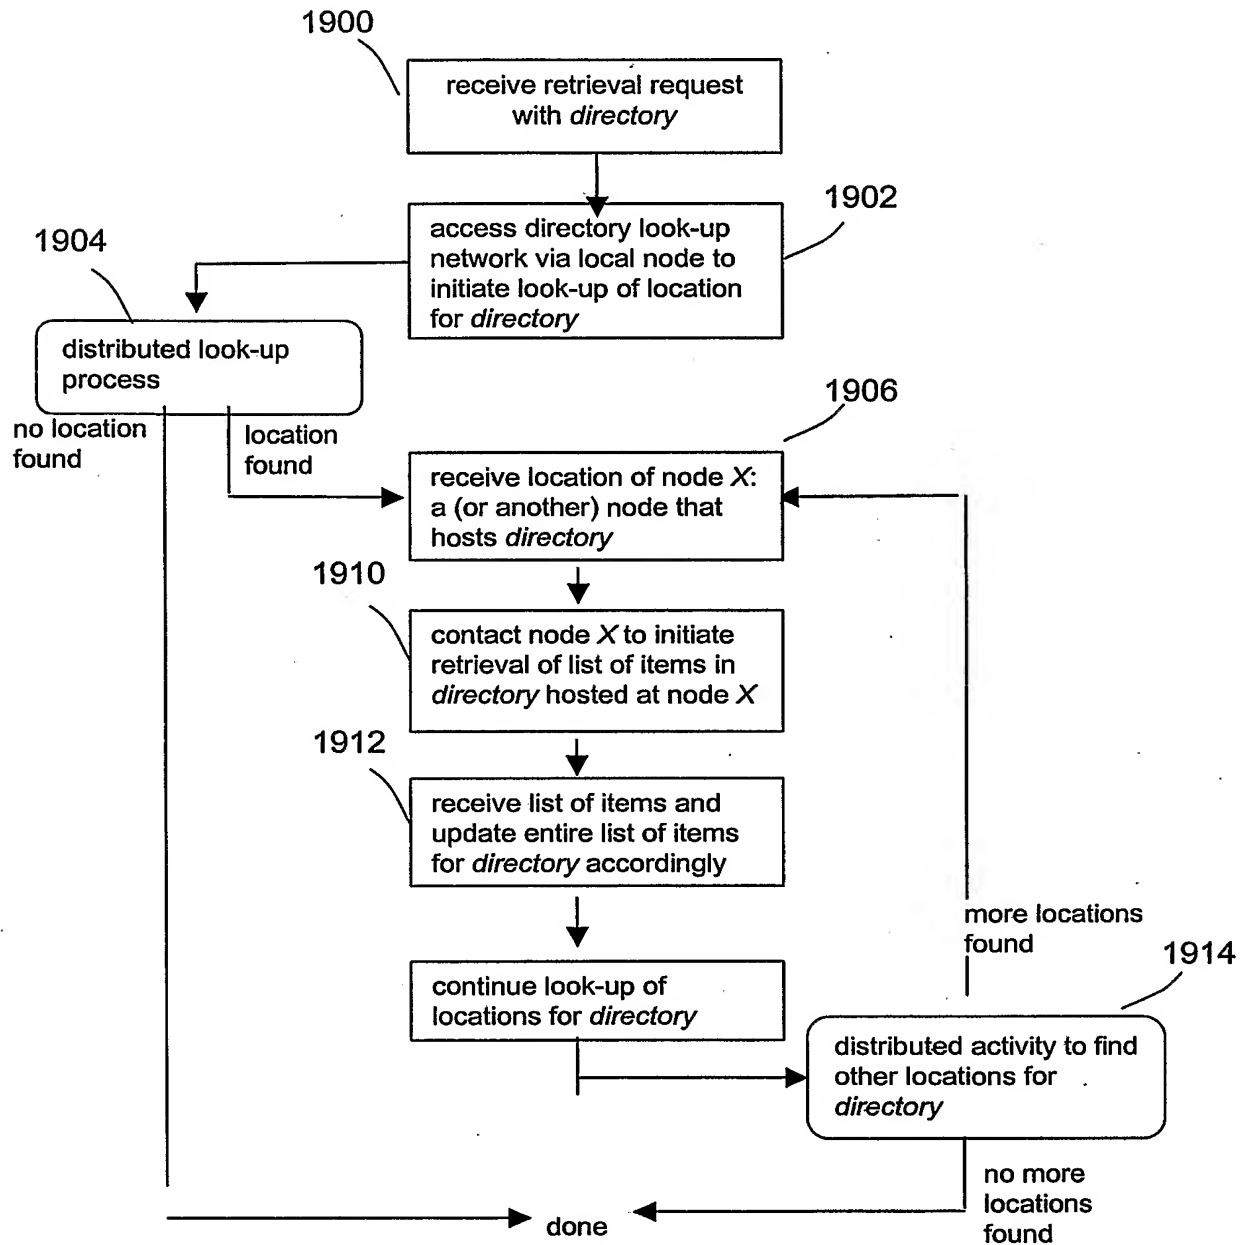 1900
receive retrieval request
with directory
1902
access directory look-up
network via local node to
initiate look-up of location
for directory
1904
distributed look-up
process
no location
found
location
found
1906
receive location of node X:
a (or another) node that
hosts directory
1910
contact node X to initiate
retrieval of list of items in
directory hosted at node X
1912
receive list of items and
update entire list of items
for directory accordingly
more locations
found
1914
continue look-up of
locations for directory
distributed activity to find
other locations for
directory
no more
locations
found
done